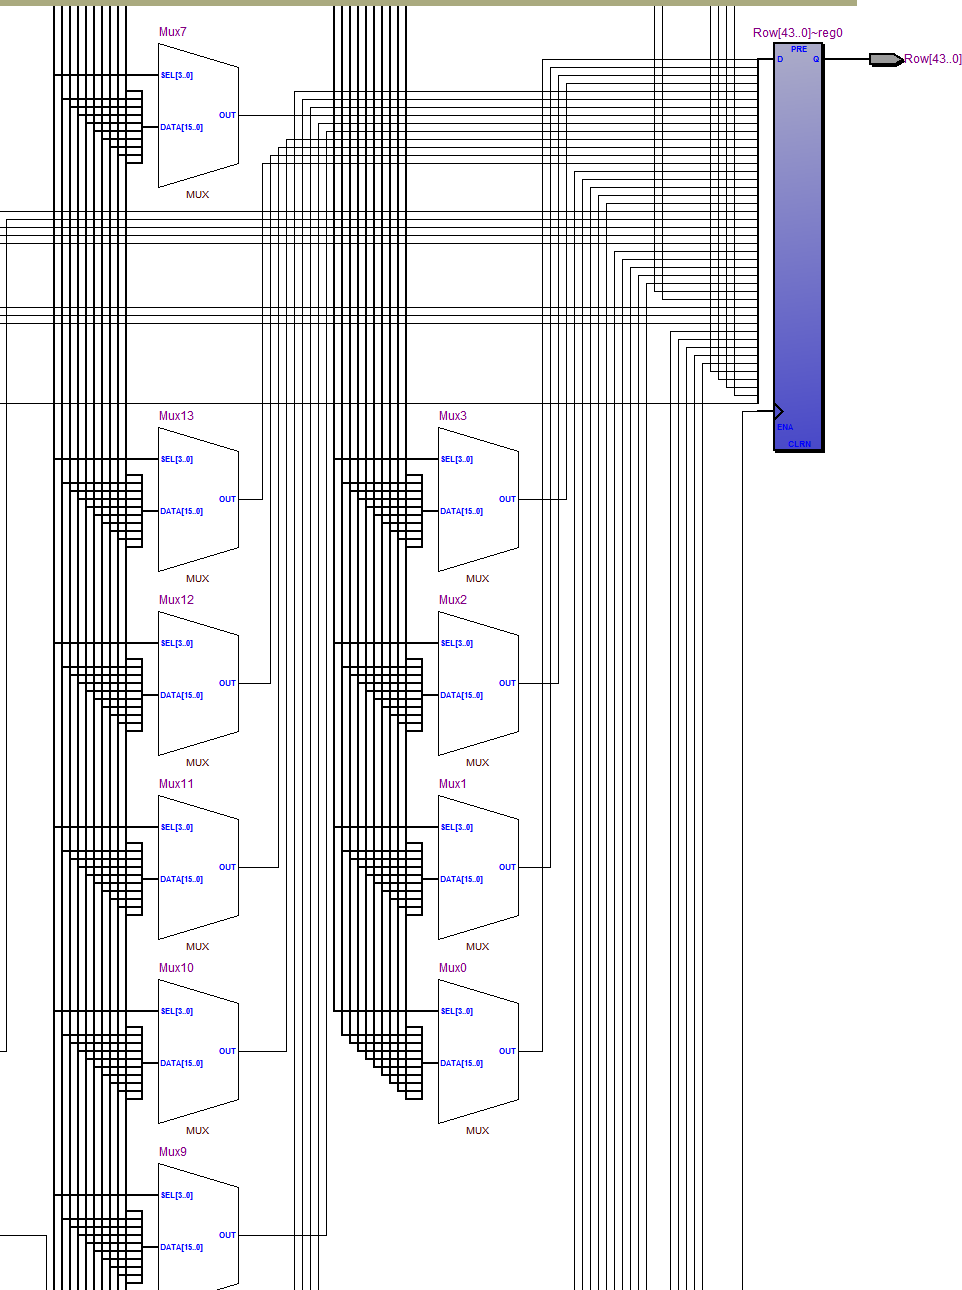 Mux7
SEL[3..0]
OUT
DATA[15..0]
MUX
Row[43..0]~reg0
PRE
D
Q
Row[43..0]
ENA
CLRN
Mux13
SEL[3..0]
OUT
DATA[15..0]
MUX
Mux3
SEL[3..0]
OUT
DATA[15..0]
MUX
Mux12
SEL[3..0]
OUT
DATA[15..0]
MUX
Mux2
SEL[3..0]
OUT
DATA[15..0]
MUX
Mux11
SEL[3..0]
OUT
DATA[15..0]
MUX
Mux1
SEL[3..0]
OUT
DATA[15..0]
MUX
Mux10
SEL[3..0]
OUT
DATA[15..0]
MUX
Mux0
SEL[3..0]
OUT
DATA[15..0]
MUX
Mux9
SEL[3..0]
OUT
DATA[15..0]